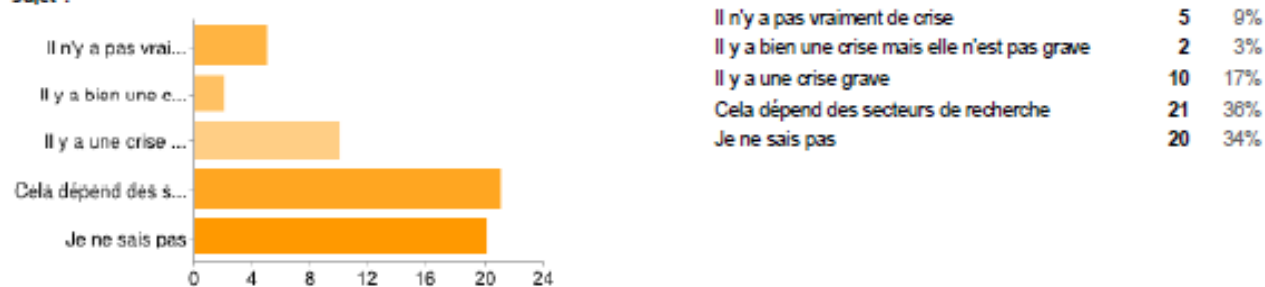 Il n'y a pas vrai...
Il y a bien une c...
Il y a une crise ...
Cela dépend des s...
Je ne sais pas
0 4 8 12 16 20 24
Il n'y a pas vraiment de crise 5 9%
Il y a bien une crise mais elle n'est pas grave 2 3%
Il y a une crise grave 10 17%
Cela dépend des secteurs de recherche 21 36%
Je ne sais pas 20 34%